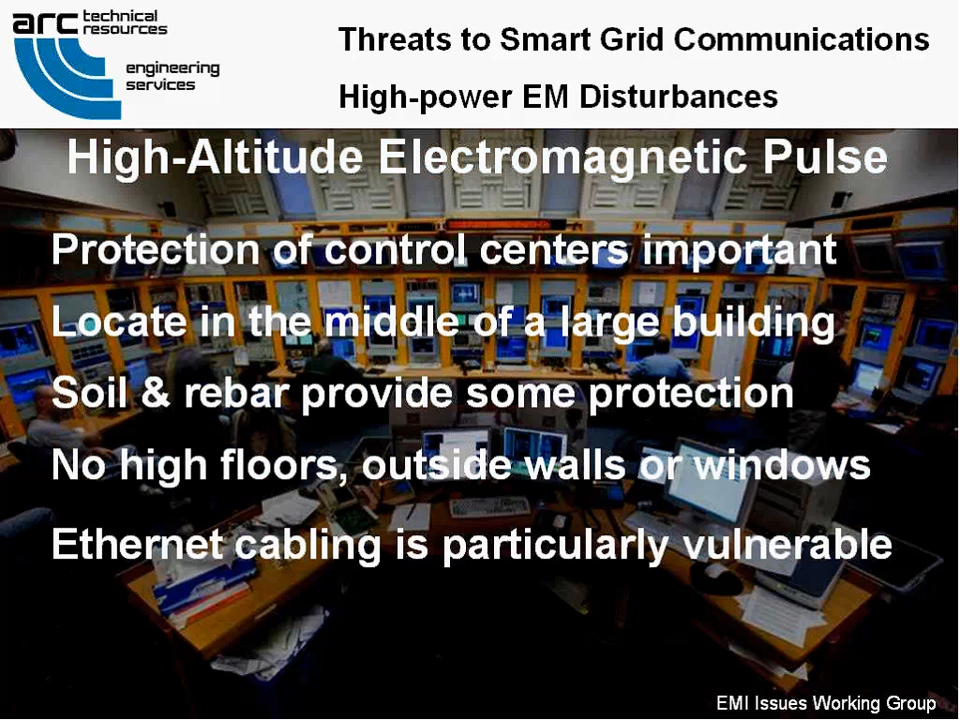 arc technical
resources
engineering
services
Threats to Smart Grid Communications
High-power EM Disturbances
High-Altitude Electromagnetic Pulse
Protection of control centers important
Locate in the middle of a large building
Soil & rebar provide some protection
No high floors, outside walls or windows
Ethernet cabling is particularly vulnerable
EMI Issues Working Group